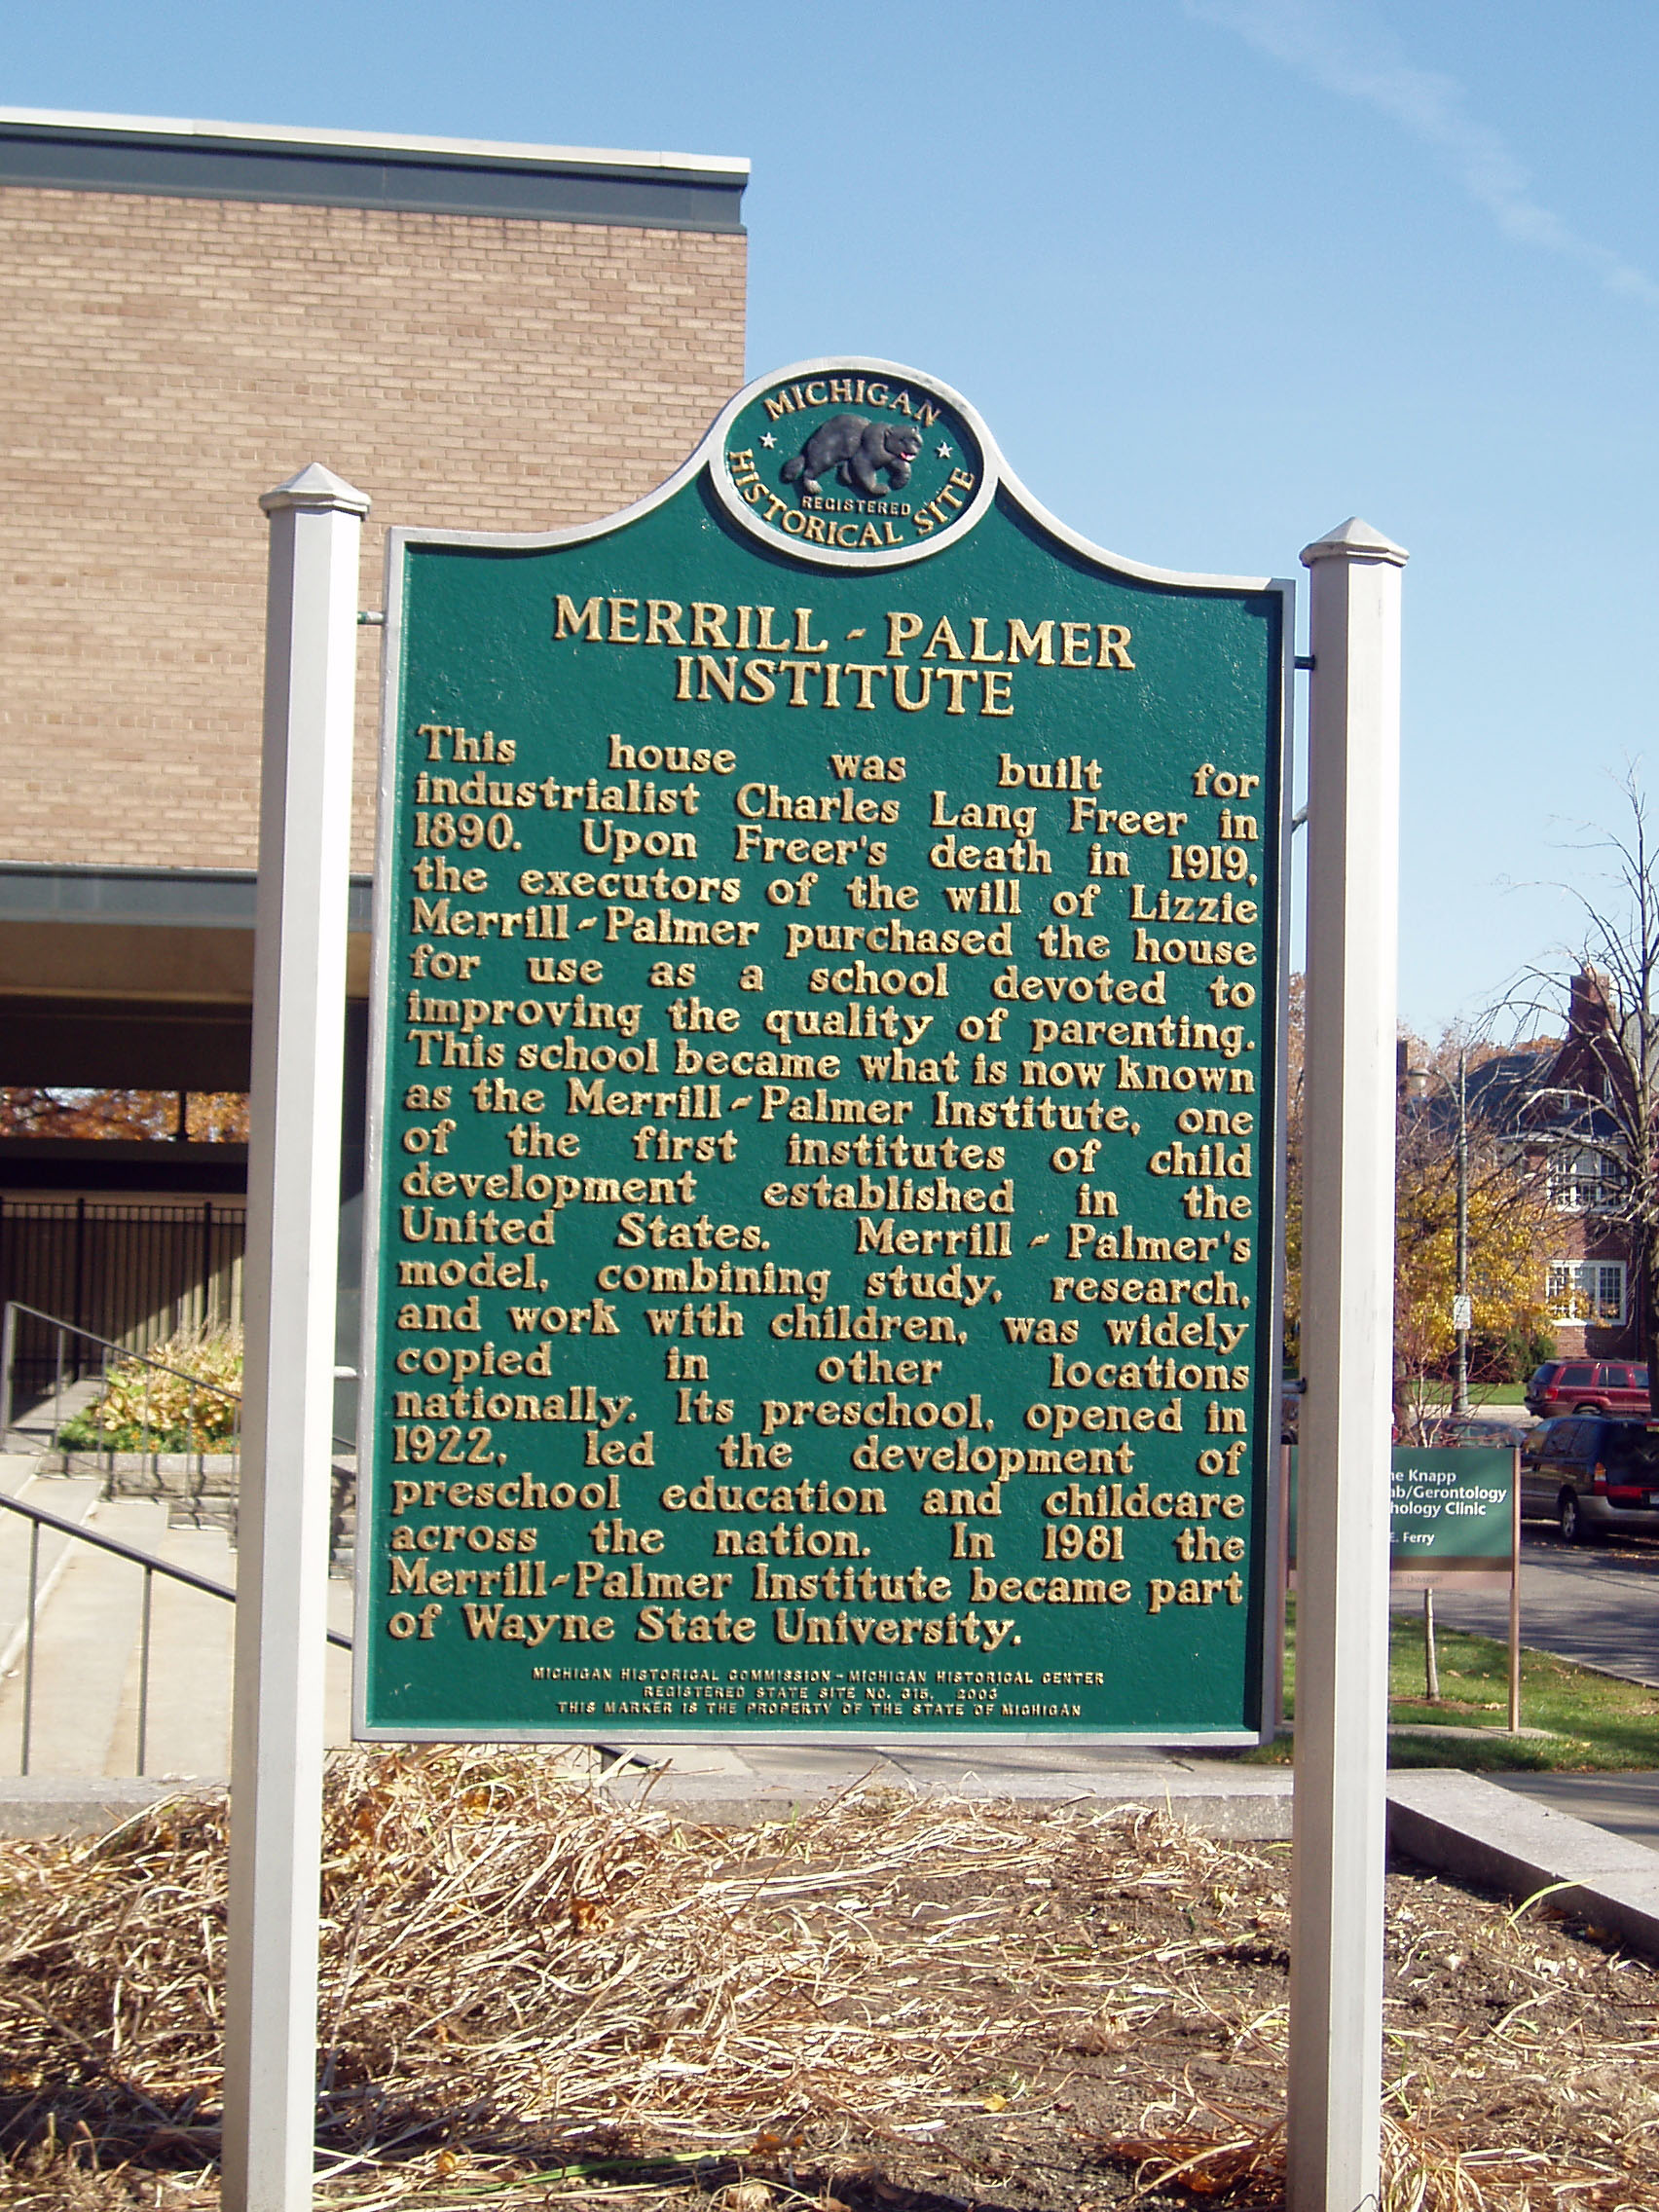 MICHIGAN
REGISTERED
HISTORICAL SITE
MERRILL-PALMER
INSTITUTE
This house was built for
industrialist Charles Lang Freer in
1890. Upon Freer's death in 1919,
the executors of the will of Lizzie
Merrill-Palmer purchased the house
for use as a school devoted to
improving the quality of parenting.
This school became what is now known
as the Merrill-Palmer Institute, one
of the first institutes of child
development established in the
United States. Merrill-Palmer's
model, combining study, research,
and work with children, was widely
copied in other locations
nationally. Its preschool, opened in
1922, led the development of
preschool education and childcare
across the nation. In 1981 the
Merrill-Palmer Institute became part
of Wayne State University.
MICHIGAN HISTORICAL COMMISSION-MICHIGAN HISTORICAL CENTER
REGISTERED STATE SITE NO. 315, 2003
THIS MARKER IS THE PROPERTY OF THE STATE OF MICHIGAN
Knapp
/Gerontology
Clinic
E. Ferry